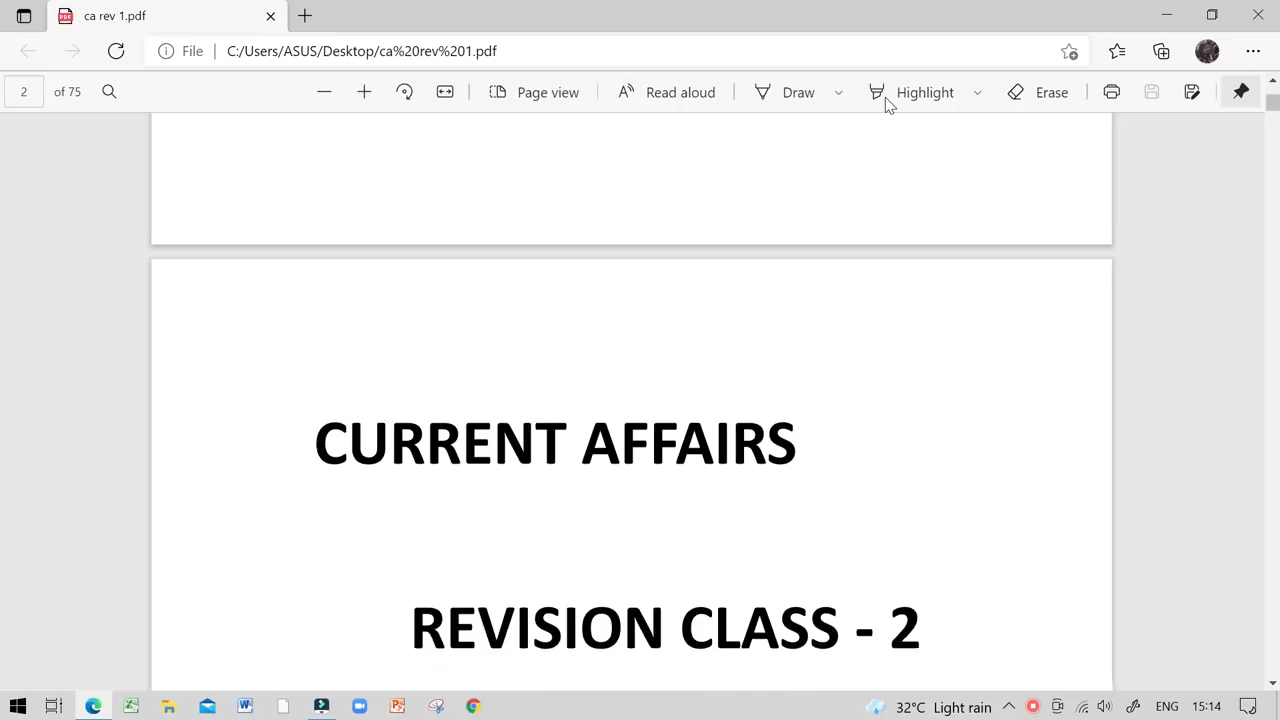 ca rev 1.pdf
File C:/Users/ASUS/Desktop/ca%20rev%201.pdf
2 of 75 Page view Read aloud Draw Highlight Erase
CURRENT AFFAIRS
REVISION CLASS - 2
32°C Light rain ENG 15:14